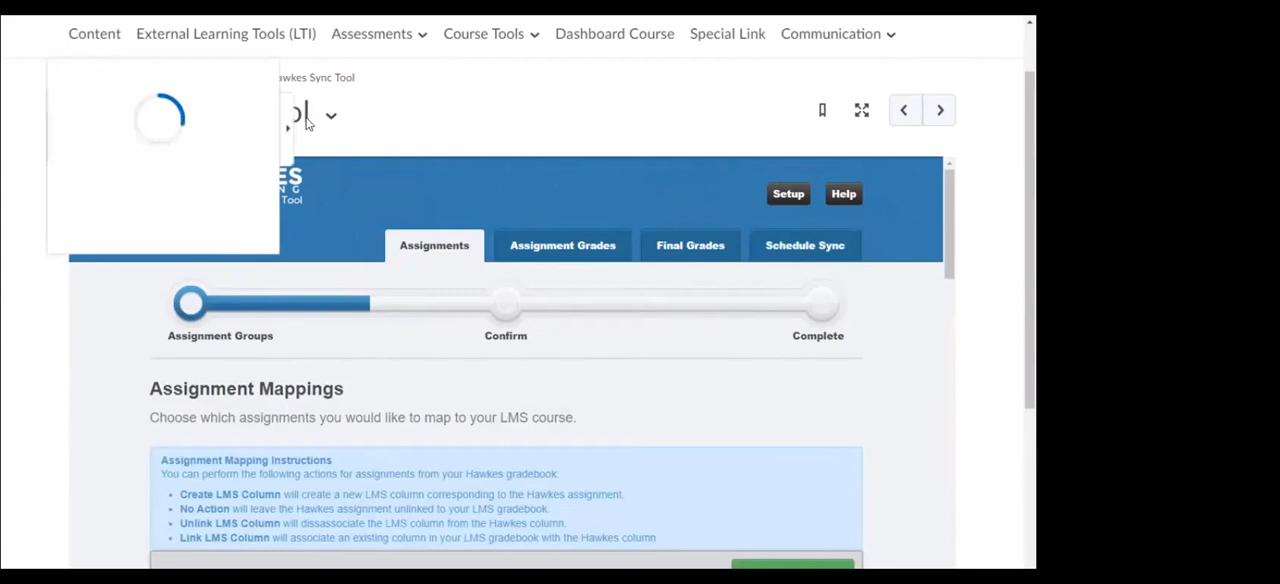 Content External Learning Tools (LTI) Assessments Course Tools Dashboard Course Special Link Communication
awkes Sync Tool
ol
ES
N G
Tool
Setup Help
Assignments Assignment Grades Final Grades Schedule Sync
Assignment Groups Confirm Complete
Assignment Mappings
Choose which assignments you would like to map to your LMS course.
Assignment Mapping Instructions
You can perform the following actions for assignments from your Hawkes gradebook:
• Create LMS Column will create a new LMS column corresponding to the Hawkes assignment.
• No Action will leave the Hawkes assignment unlinked to your LMS gradebook.
• Unlink LMS Column will dissassociate the LMS column from the Hawkes column.
• Link LMS Column will associate an existing column in your LMS gradebook with the Hawkes column